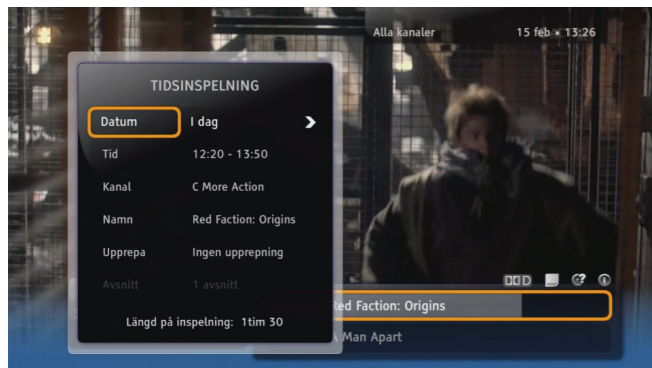 Alla kanaler 15 feb • 13:26
TIDSINSPELNING
Datum I dag
Tid 12:20 - 13:50
Kanal C More Action
Namn Red Faction: Origins
Upprepa Ingen upprepning
Avsnitt 1 avsnitt
Längd på inspelning: 1tim 30
DD D
Red Faction: Origins
A Man Apart